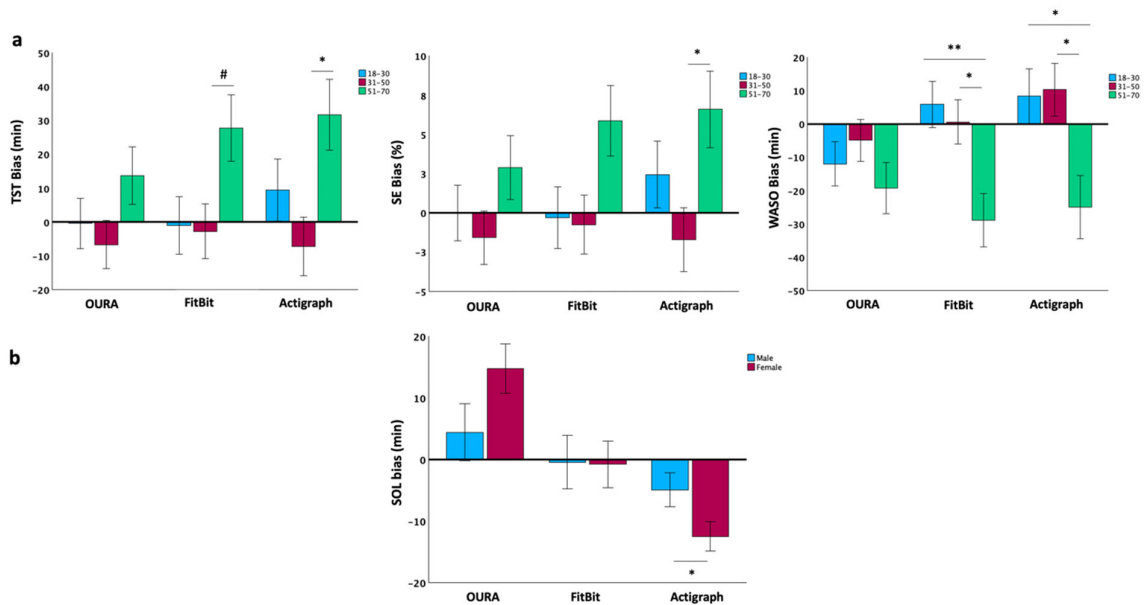 a
TST Bias (min)
50
40
30
20
10
0
-10
-20
#
*
18-30
31-50
51-70
OURA
FitBit
Actigraph
SE Bias (%)
10
8
5
3
0
-3
-5
*
18-30
31-50
51-70
OURA
FitBit
Actigraph
WASO Bias (min)
20
10
0
-10
-20
-30
-40
-50
**
*
*
*
18-30
31-50
51-70
OURA
FitBit
Actigraph
b
SOL bias (min)
20
10
0
-10
-20
*
Male
Female
OURA
FitBit
Actigraph